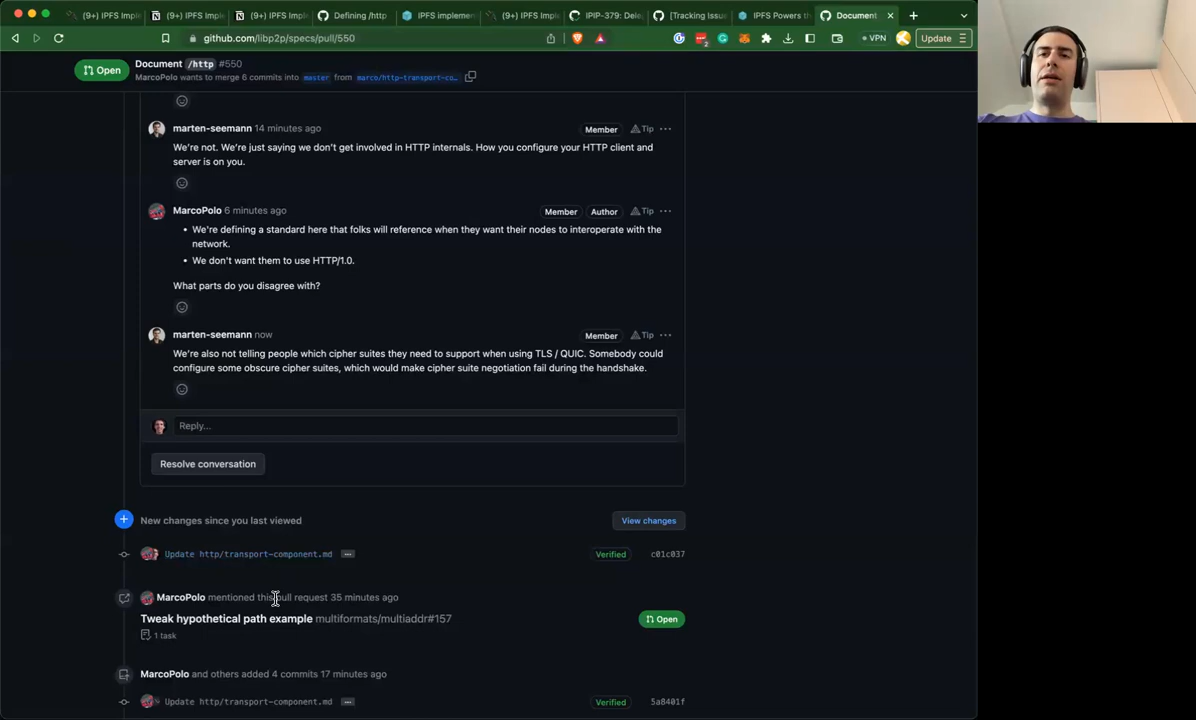 (9+) IPFS Imple
(9+) IPFS Imple
(9+) IPFS Imple
Defining /http
IPFS implemen
(9+) IPFS Imple
IPIP-379: Dele
[Tracking Issu
IPFS Powers th
Document
github.com/libp2p/specs/pull/550
2
VPN
Update
Open
Document /http #550
MarcoPolo wants to merge 6 commits into master from marco/http-transport-co…
marten-seemann 14 minutes ago
Member
Tip
We're not. We're just saying we don't get involved in HTTP internals. How you configure your HTTP client and
server is on you.
MarcoPolo 6 minutes ago
Member
Author
Tip
• We're defining a standard here that folks will reference when they want their nodes to interoperate with the
network.
• We don't want them to use HTTP/1.0.
What parts do you disagree with?
marten-seemann now
Member
Tip
We're also not telling people which cipher suites they need to support when using TLS / QUIC. Somebody could
configure some obscure cipher suites, which would make cipher suite negotiation fail during the handshake.
Reply...
Resolve conversation
New changes since you last viewed
View changes
Update http/transport-component.md
Verified
c01c037
MarcoPolo mentioned this pull request 35 minutes ago
Tweak hypothetical path example multiformats/multiaddr#157
Open
1 task
MarcoPolo and others added 4 commits 17 minutes ago
Update http/transport-component.md
Verified
5a8401f